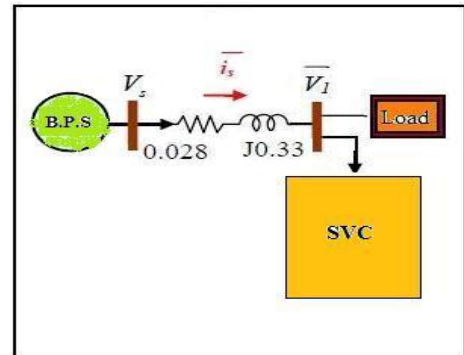 V_s
i_s
V_1
B.P.S
Load
0.028
J0.33
SVC